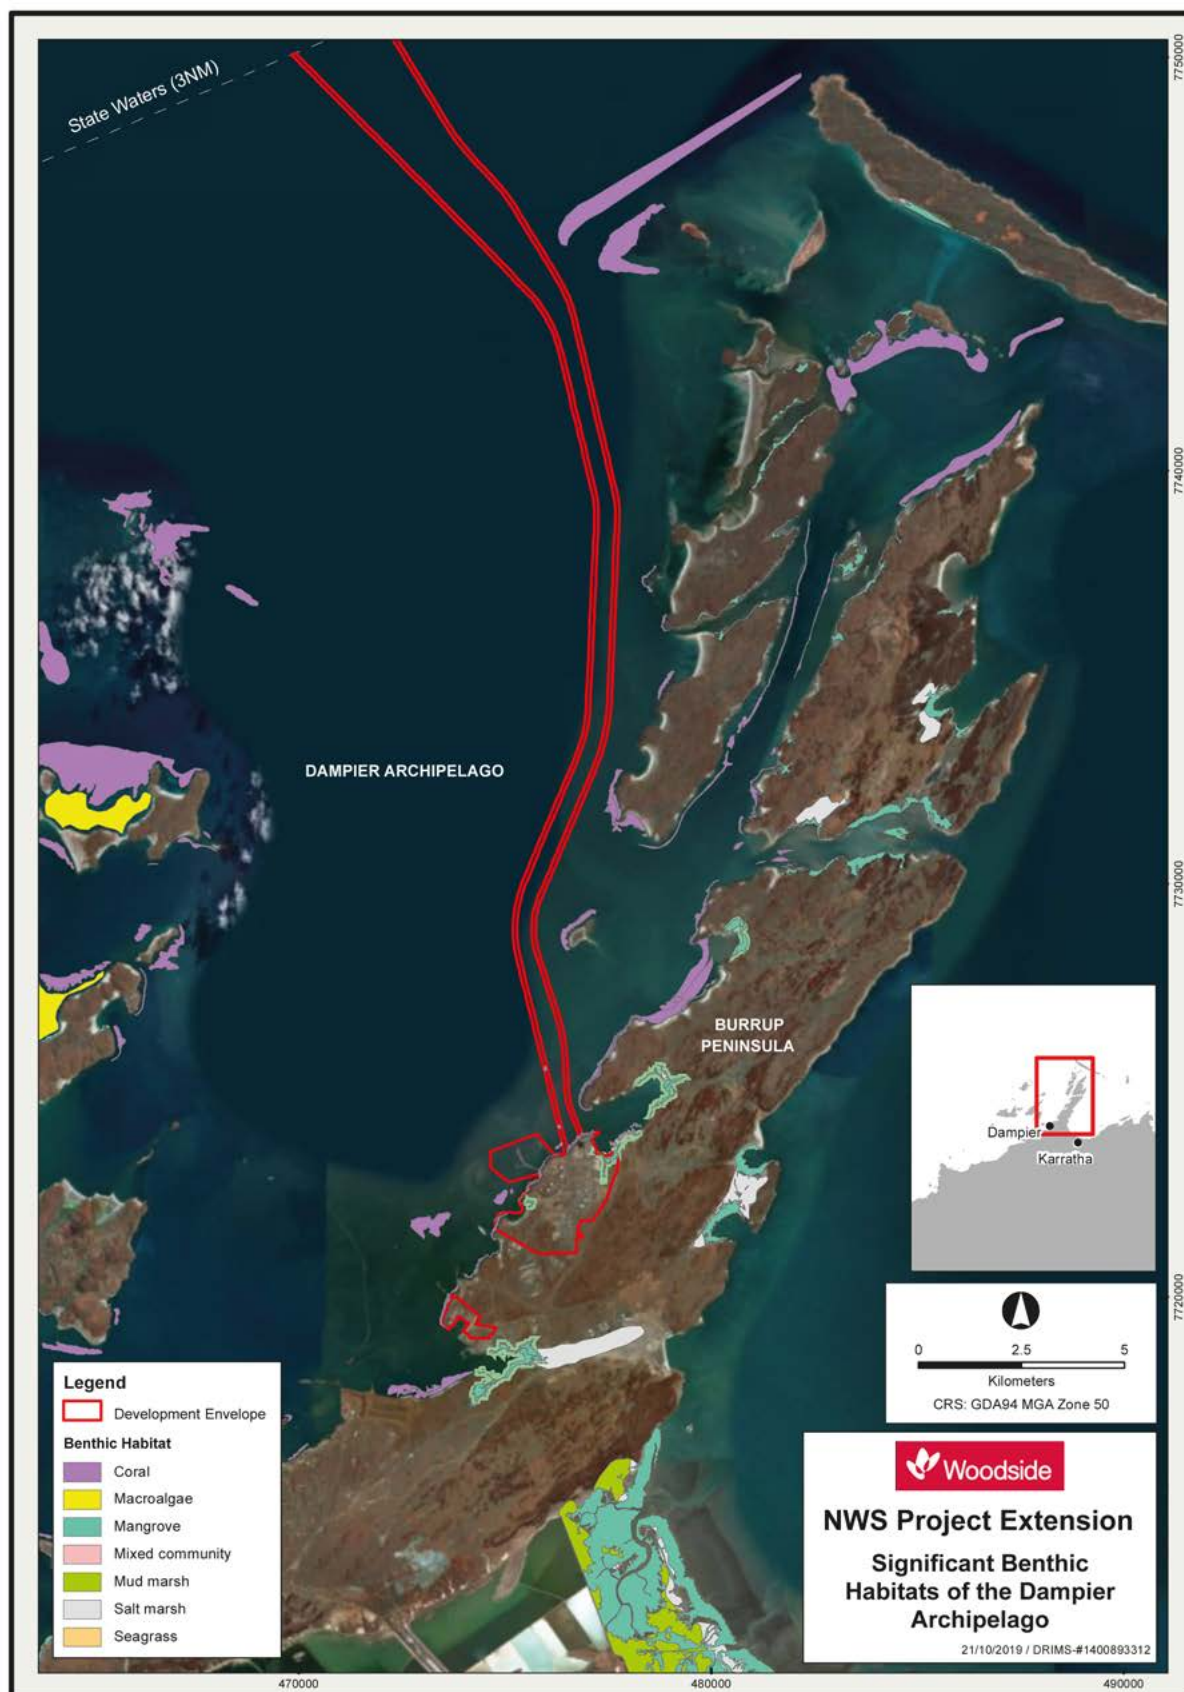 State Waters (3NM)
7750000
7740000
DAMPIER ARCHIPELAGO
7730000
BURRUP
PENINSULA
Dampier
Karratha
7720000
0 2.5 5
Kilometers
CRS: GDA94 MGA Zone 50
Legend
Development Envelope
Benthic Habitat
Coral
Macroalgae
Mangrove
Mixed community
Mud marsh
Salt marsh
Seagrass
Woodside
NWS Project Extension
Significant Benthic
Habitats of the Dampier
Archipelago
21/10/2019 / DRIMS-#1400893312
470000
480000
490000